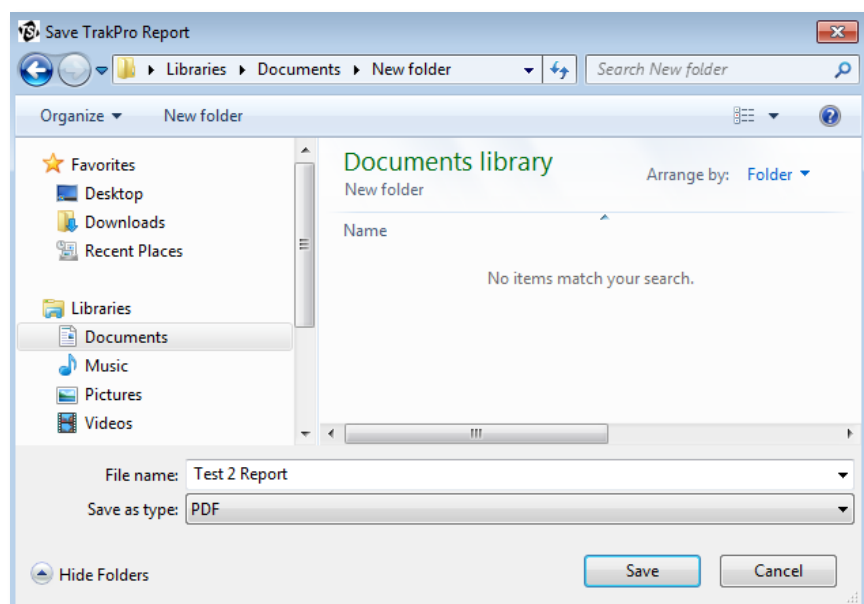 TSI Save TrakPro Report
Libraries Documents New folder
Search New folder
Organize New folder
Favorites
Desktop
Downloads
Recent Places
Libraries
Documents
Music
Pictures
Videos
Documents library
New folder
Arrange by: Folder
Name
No items match your search.
File name: Test 2 Report
Save as type: PDF
Hide Folders
Save
Cancel